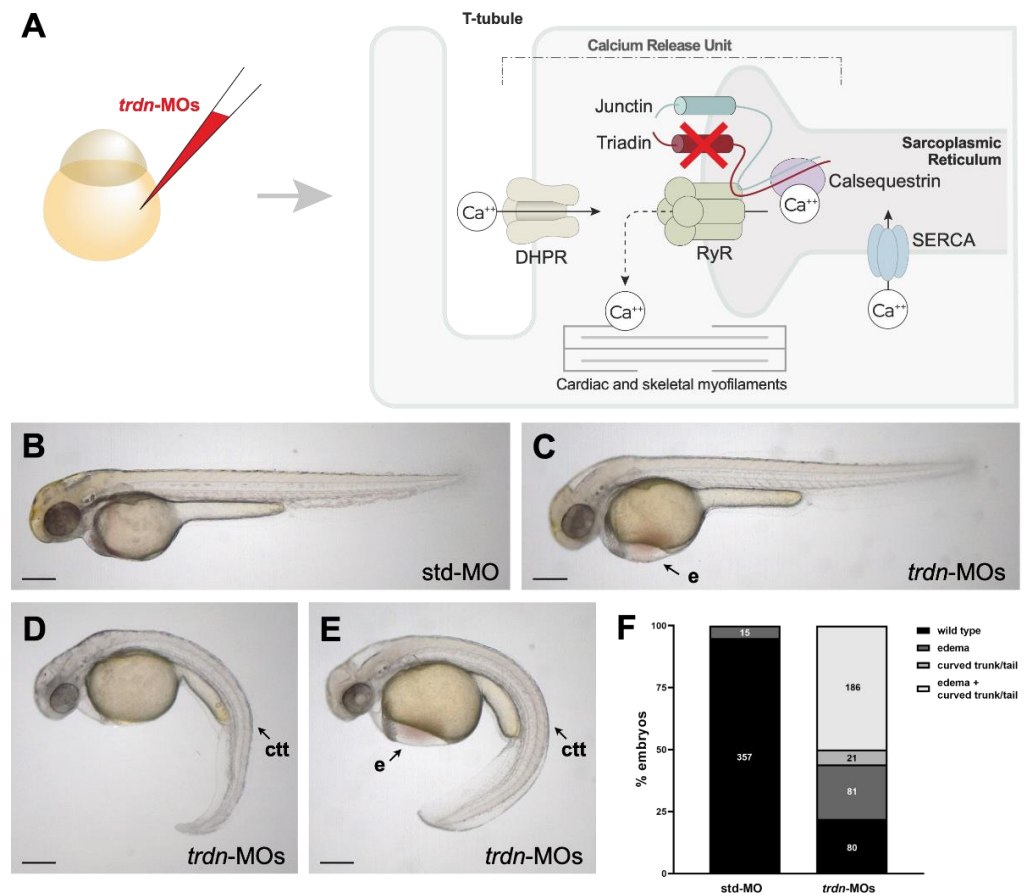 A
T-tubule
Calcium Release Unit
trdn-MOs
Junctin
Triadin
Sarcoplasmic
Reticulum
Calsequestrin
Ca++
Ca++
DHPR
RyR
SERCA
Ca++
Ca++
Cardiac and skeletal myofilaments
B
std-MO
C
e
trdn-MOs
D
ctt
trdn-MOs
E
e
ctt
trdn-MOs
F
% embryos
100
75
50
25
0
15
357
186
21
81
80
std-MO
trdn-MOs
wild type
edema
curved trunk/tail
edema +
curved trunk/tail